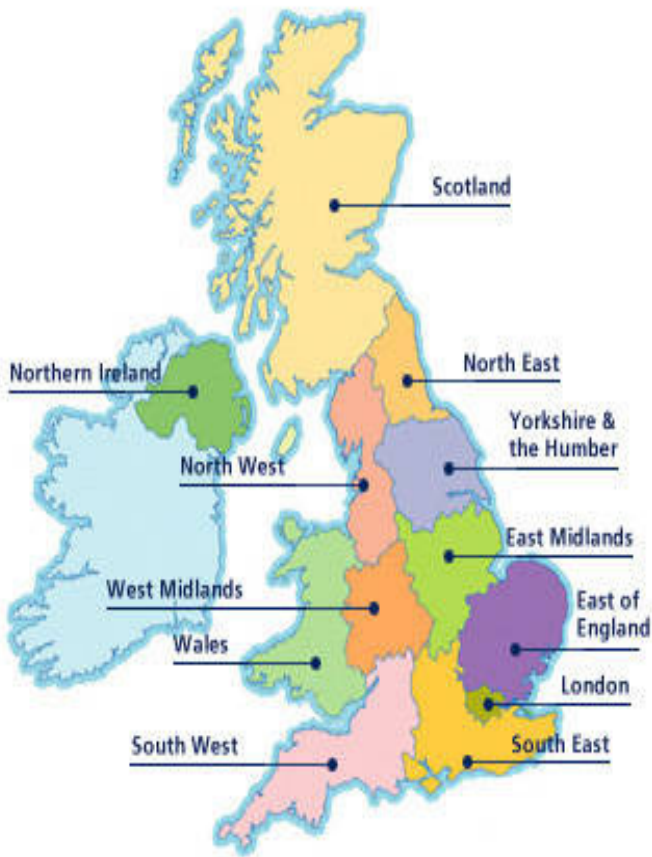 Scotland
North East
Northern Ireland
Yorkshire &
the Humber
North West
East Midlands
West Midlands
East of
England
Wales
London
South West
South East